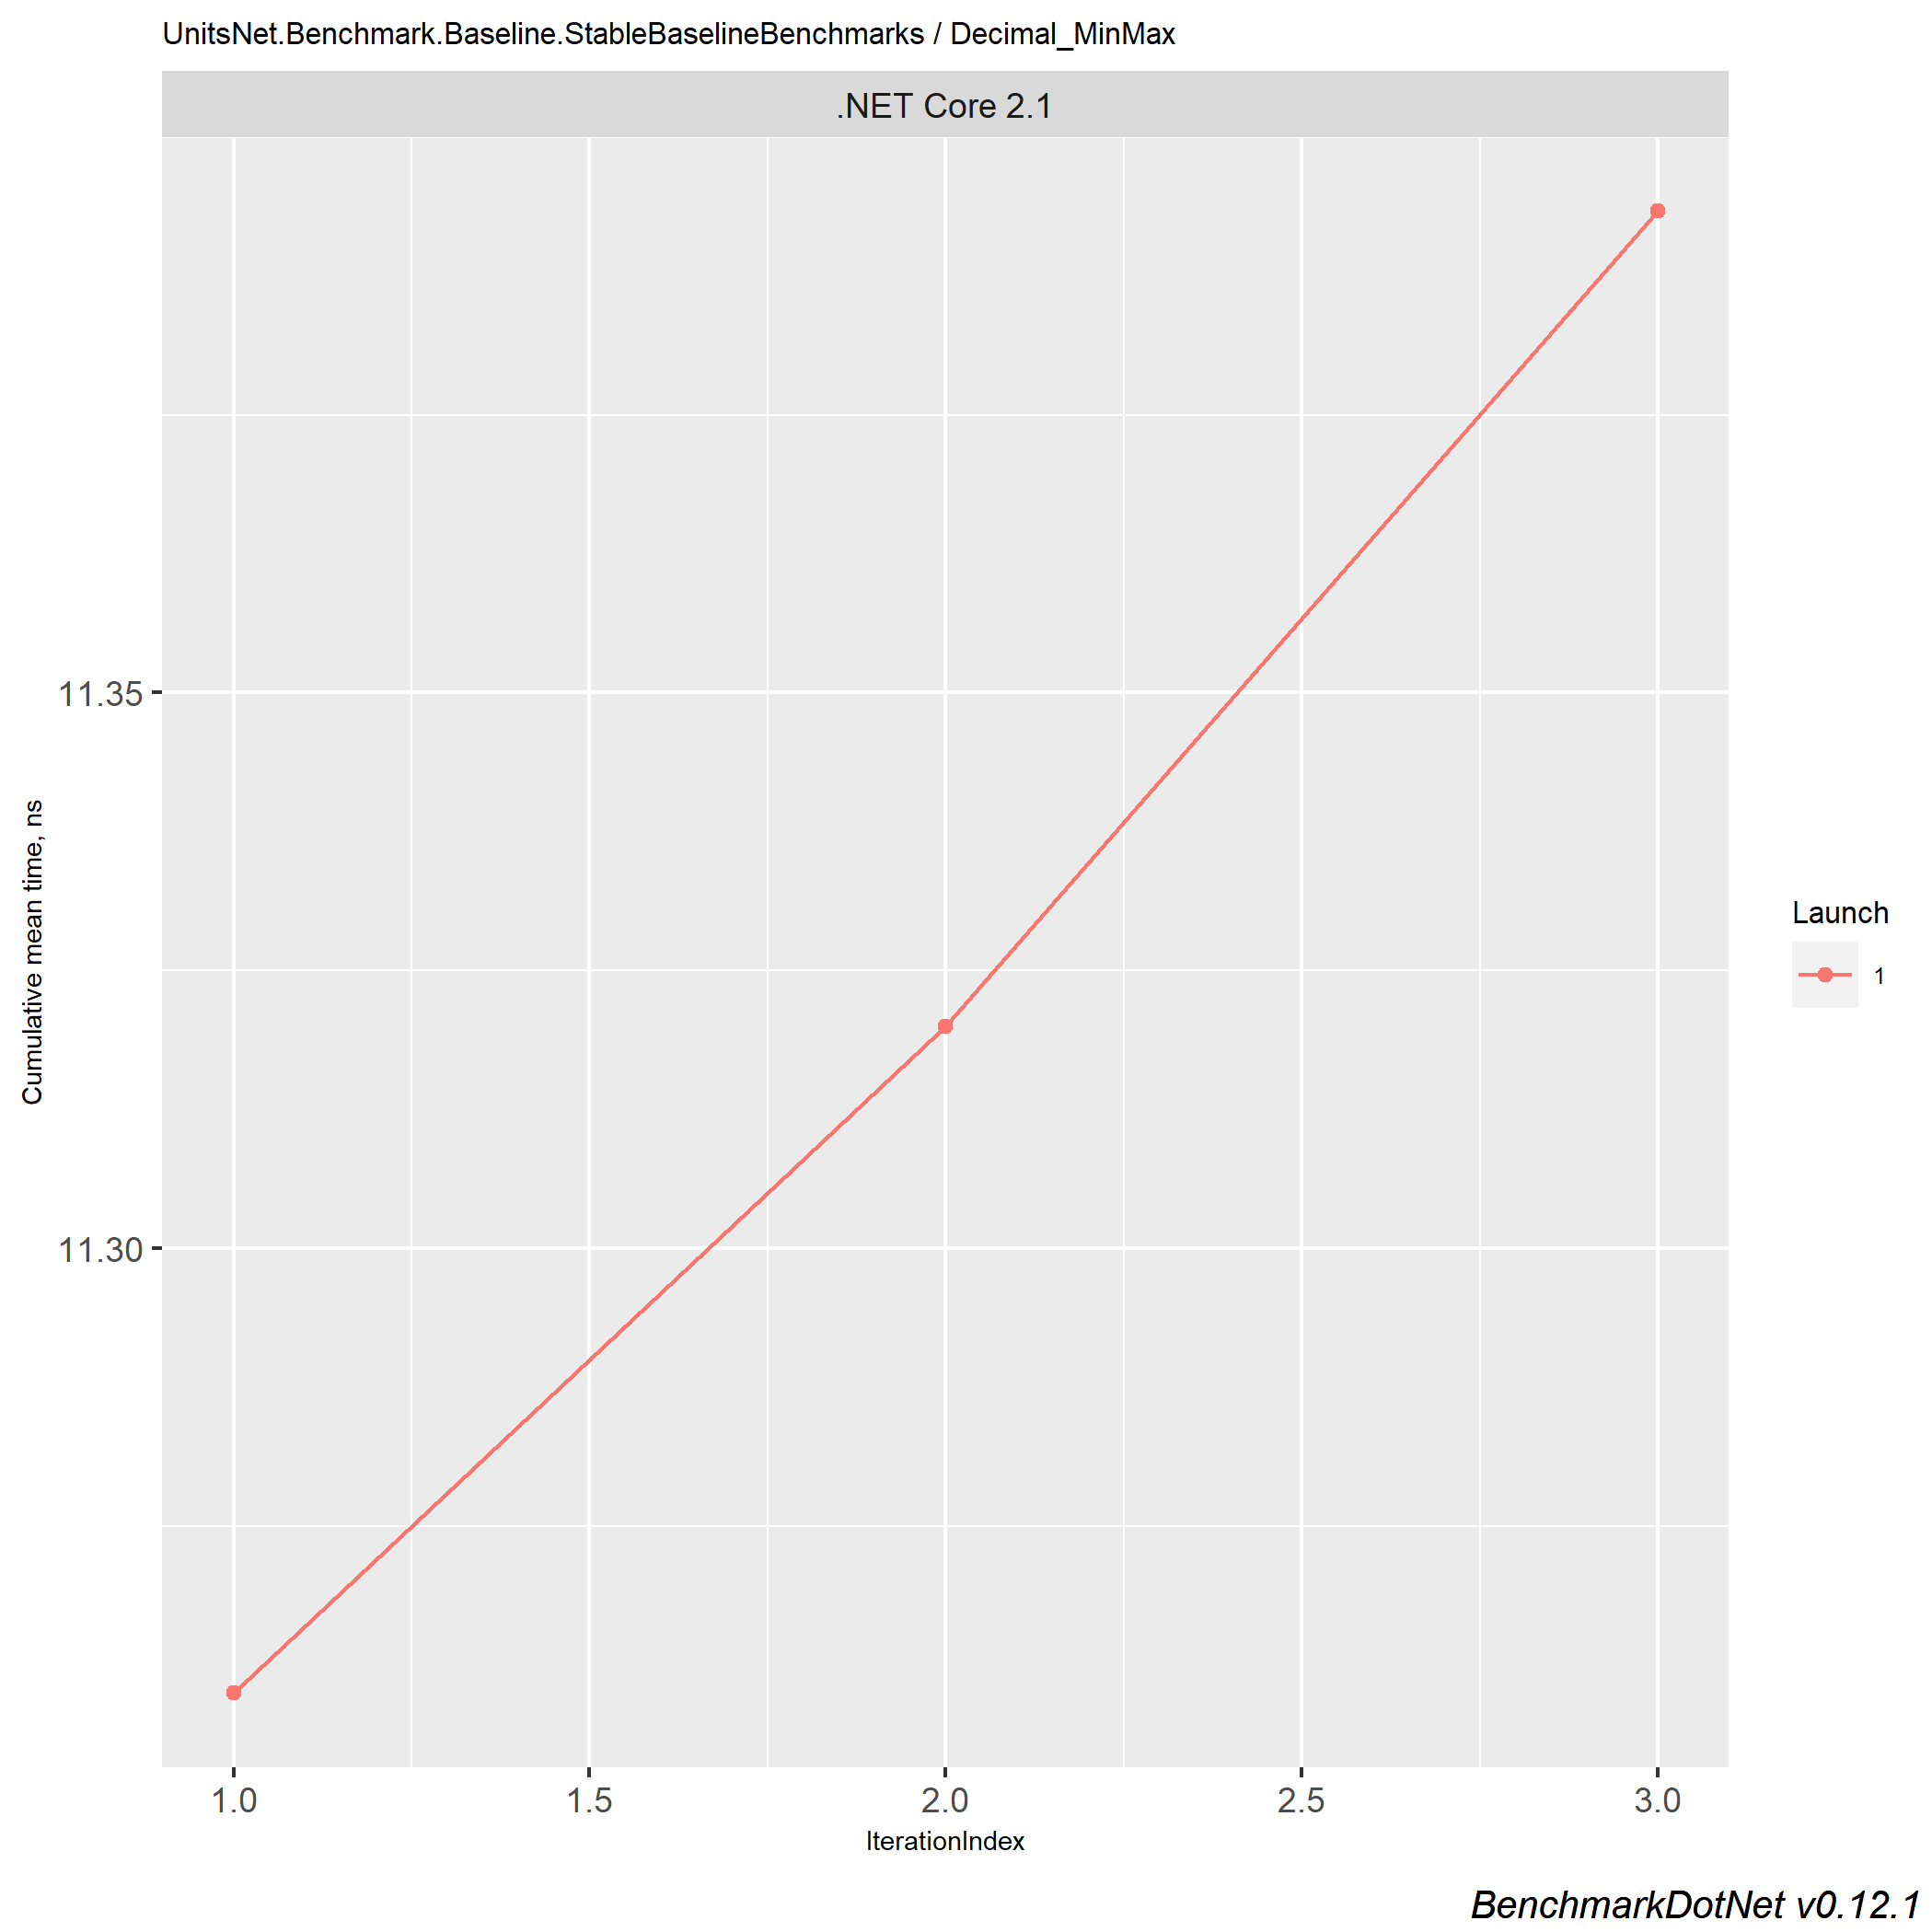 UnitsNet.Benchmark.Baseline.StableBaselineBenchmarks / Decimal_MinMax
.NET Core 2.1
11.35
11.30
Cumulative mean time, ns
1.0 1.5 2.0 2.5 3.0
IterationIndex
Launch
1
BenchmarkDotNet v0.12.1